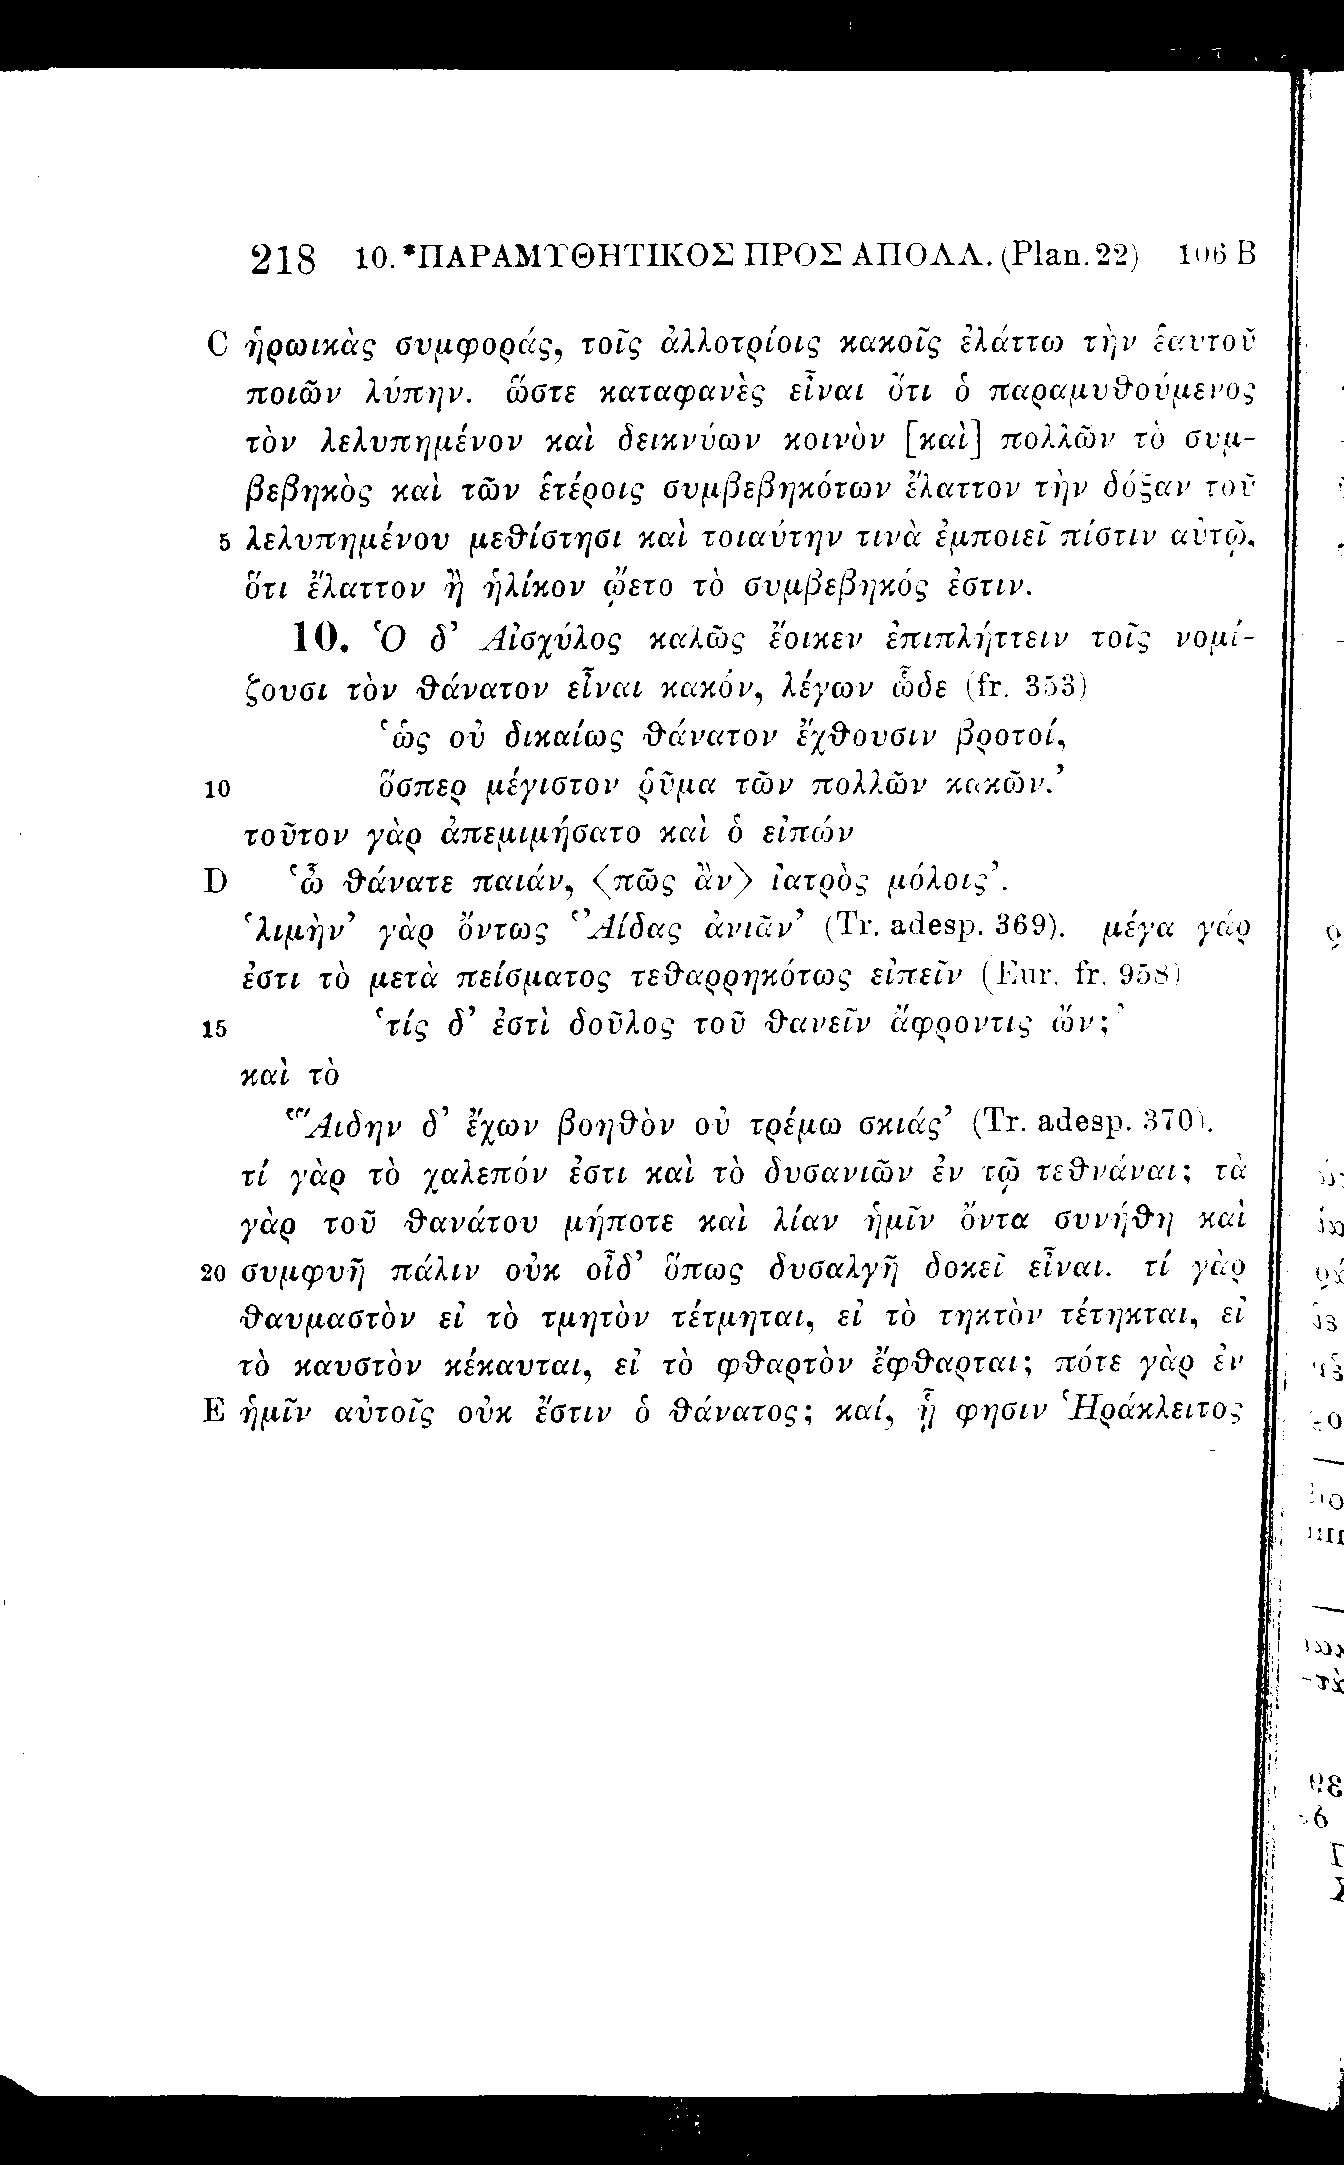 218 10. *ΠΑΡΑΜΥΘΗΤΙΚΟΣ ΠΡΟΣ ΑΠΟΛΛ. (Plan. 22) 106 B
C ἡρωικὰς συμφοράς, τοῖς ἀλλοτρίοις κακοῖς ἐλάττω τὴν ἑαυτοῦ
ποιῶν λύπην. ὥστε καταφανὲς εἶναι ὅτι ὁ παραμυθούμενος
τὸν λελυπημένον καὶ δεικνύων κοινὸν [καὶ] πολλῶν τὸ συμ-
βεβηκὸς καὶ τῶν ἑτέροις συμβεβηκότων ἔλαττον τὴν δόξαν τοῦ
5 λελυπημένου μεθίστησι καὶ τοιαύτην τινὰ ἐμποιεῖ πίστιν αὐτῷ,
ὅτι ἔλαττον ἢ ἡλίκον ᾤετο τὸ συμβεβηκός ἐστιν.
10. Ὁ δ’ Αἰσχύλος καλῶς ἔοικεν ἐπιπλήττειν τοῖς νομί-
ζουσι τὸν θάνατον εἶναι κακόν, λέγων ὧδε (fr. 353)
‘ὡς οὐ δικαίως θάνατον ἔχθουσιν βροτοί,
10 ὅσπερ μέγιστον ῥῦμα τῶν πολλῶν κακῶν.’
τοῦτον γὰρ ἀπεμιμήσατο καὶ ὁ εἰπών
D ‘ὦ θάνατε παιάν, <πῶς ἂν> ἰατρὸς μόλοις’.
‘λιμὴν’ γὰρ ὄντως ‘Ἀίδας ἀνιᾶν’ (Tr. adesp. 369). μέγα γάρ
ἐστι τὸ μετὰ πείσματος τεθαρρηκότως εἰπεῖν (Eur. fr. 958)
15 ‘τίς δ’ ἐστὶ δοῦλος τοῦ θανεῖν ἄφροντις ὤν;’
καὶ τὸ
‘Ἅιδην δ’ ἔχων βοηθὸν οὐ τρέμω σκιάς’ (Tr. adesp. 370).
τί γὰρ τὸ χαλεπόν ἐστι καὶ τὸ δυσανιῶν ἐν τῷ τεθνάναι; τὰ
γὰρ τοῦ θανάτου μήποτε καὶ λίαν ἡμῖν ὄντα συνήθη καὶ
20 συμφυῆ πάλιν οὐκ οἶδ’ ὅπως δυσαλγῆ δοκεῖ εἶναι. τί γὰρ
θαυμαστὸν εἰ τὸ τμητὸν τέτμηται, εἰ τὸ τηκτὸν τέτηκται, εἰ
τὸ καυστὸν κέκαυται, εἰ τὸ φθαρτὸν ἔφθαρται; πότε γὰρ ἐν
E ἡμῖν αὐτοῖς οὐκ ἔστιν ὁ θάνατος; καί, ᾗ φησιν Ἡράκλειτος